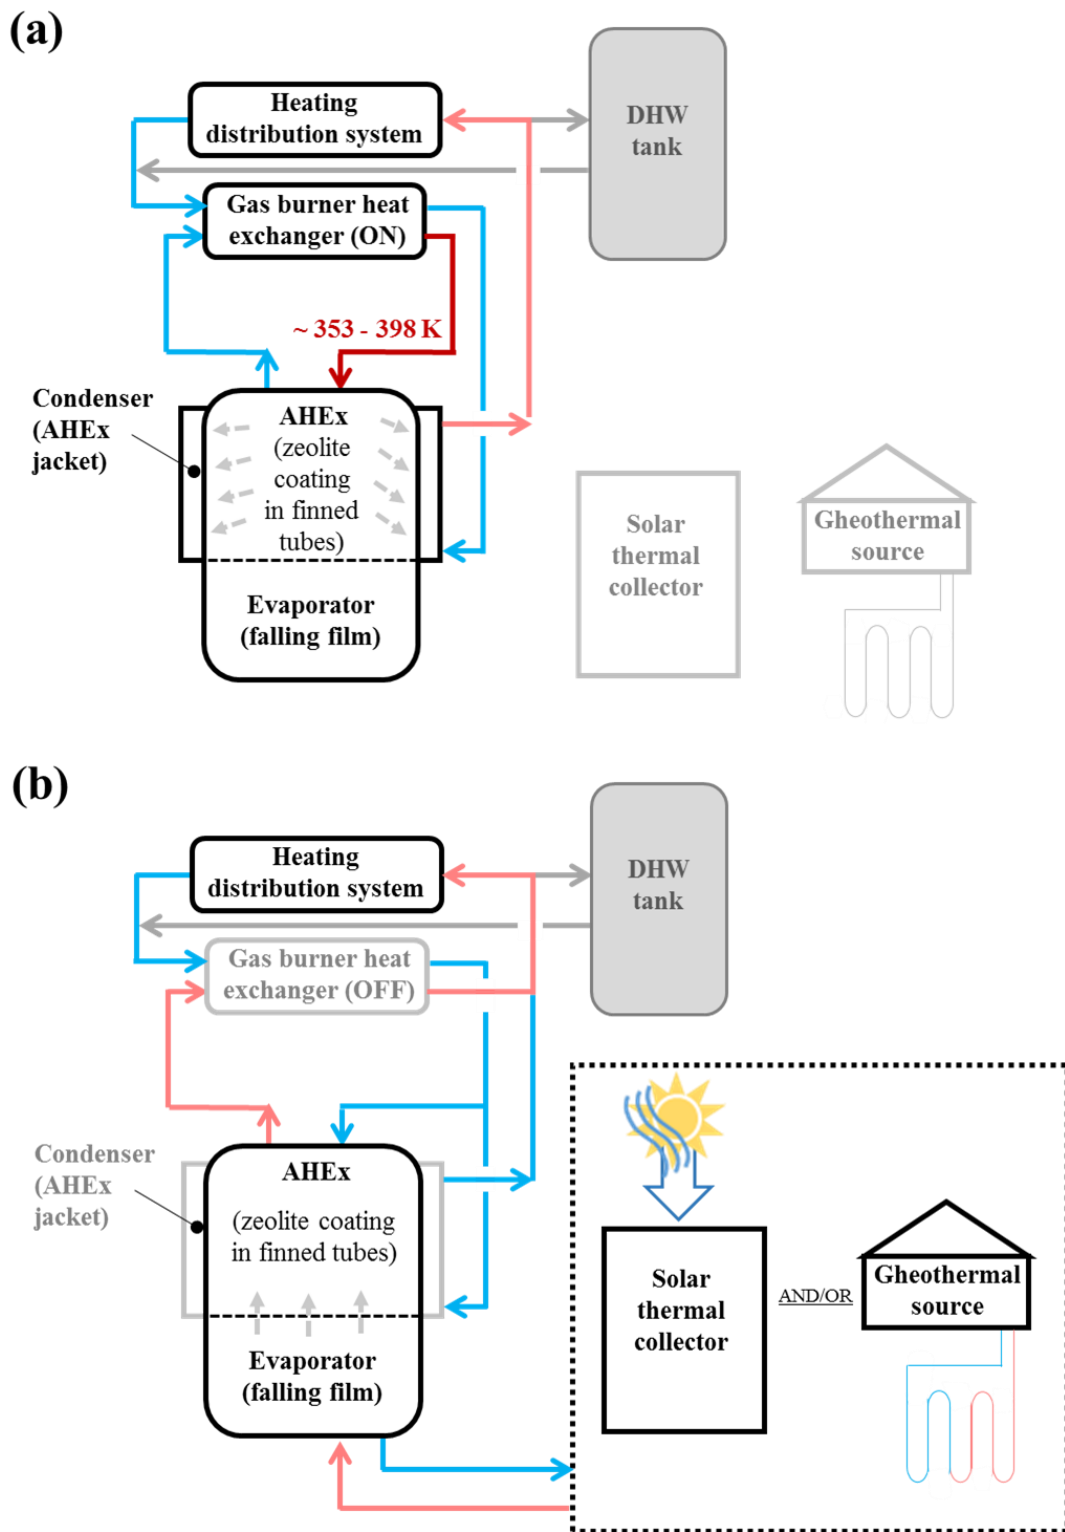 (a)
Heating
distribution system
DHW
tank
Gas burner heat
exchanger (ON)
~ 353 - 398 K
Condenser
(AHEx
jacket)
AHEx
(zeolite
coating
in finned
tubes)
Evaporator
(falling film)
Solar
thermal
collector
Gheothermal
source
(b)
Heating
distribution system
DHW
tank
Gas burner heat
exchanger (OFF)
Condenser
(AHEx
jacket)
AHEx
(zeolite coating
in finned tubes)
Evaporator
(falling film)
Solar
thermal
collector
AND/OR
Gheothermal
source